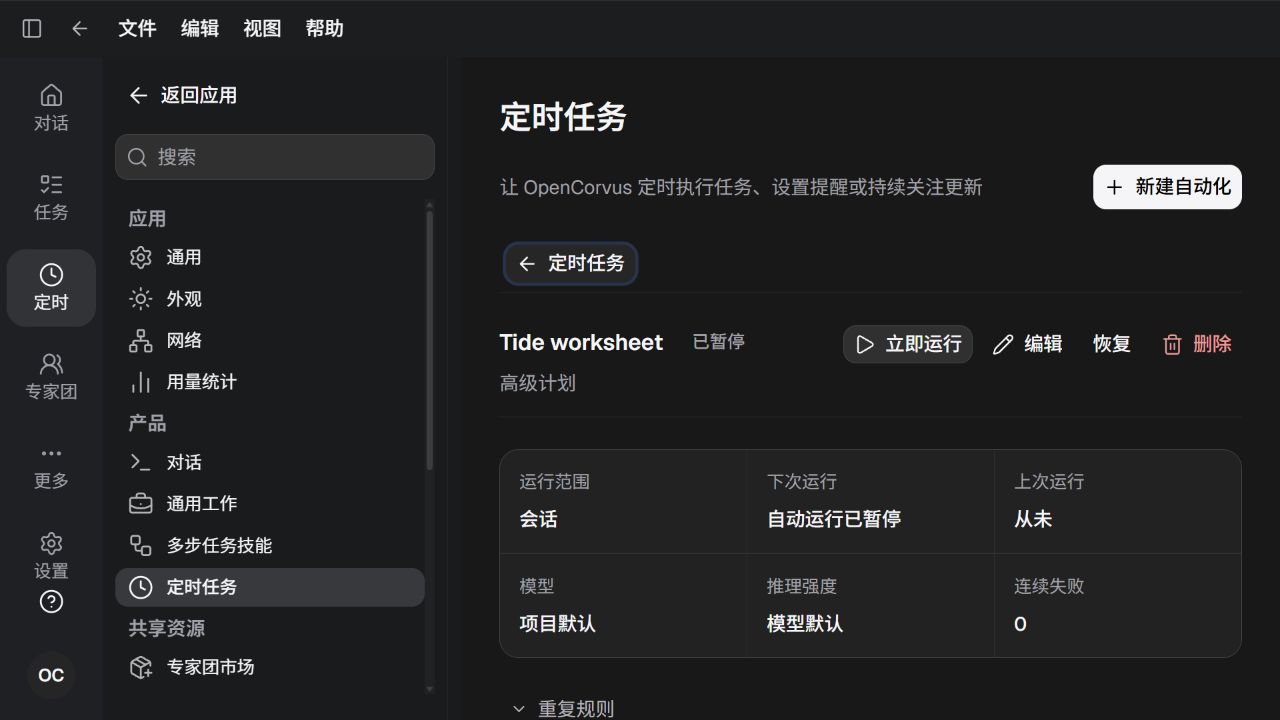 文件 编辑 视图 帮助
对话
任务
定时
专家团
更多
设置
OC
返回应用
搜索
应用
通用
外观
网络
用量统计
产品
对话
通用工作
多步任务技能
定时任务
共享资源
专家团市场
定时任务
让 OpenCorvus 定时执行任务、设置提醒或持续关注更新
新建自动化
定时任务
Tide worksheet 已暂停
立即运行 编辑 恢复 删除
高级计划
运行范围 下次运行 上次运行
会话 自动运行已暂停 从未
模型 推理强度 连续失败
项目默认 模型默认 0
重复规则